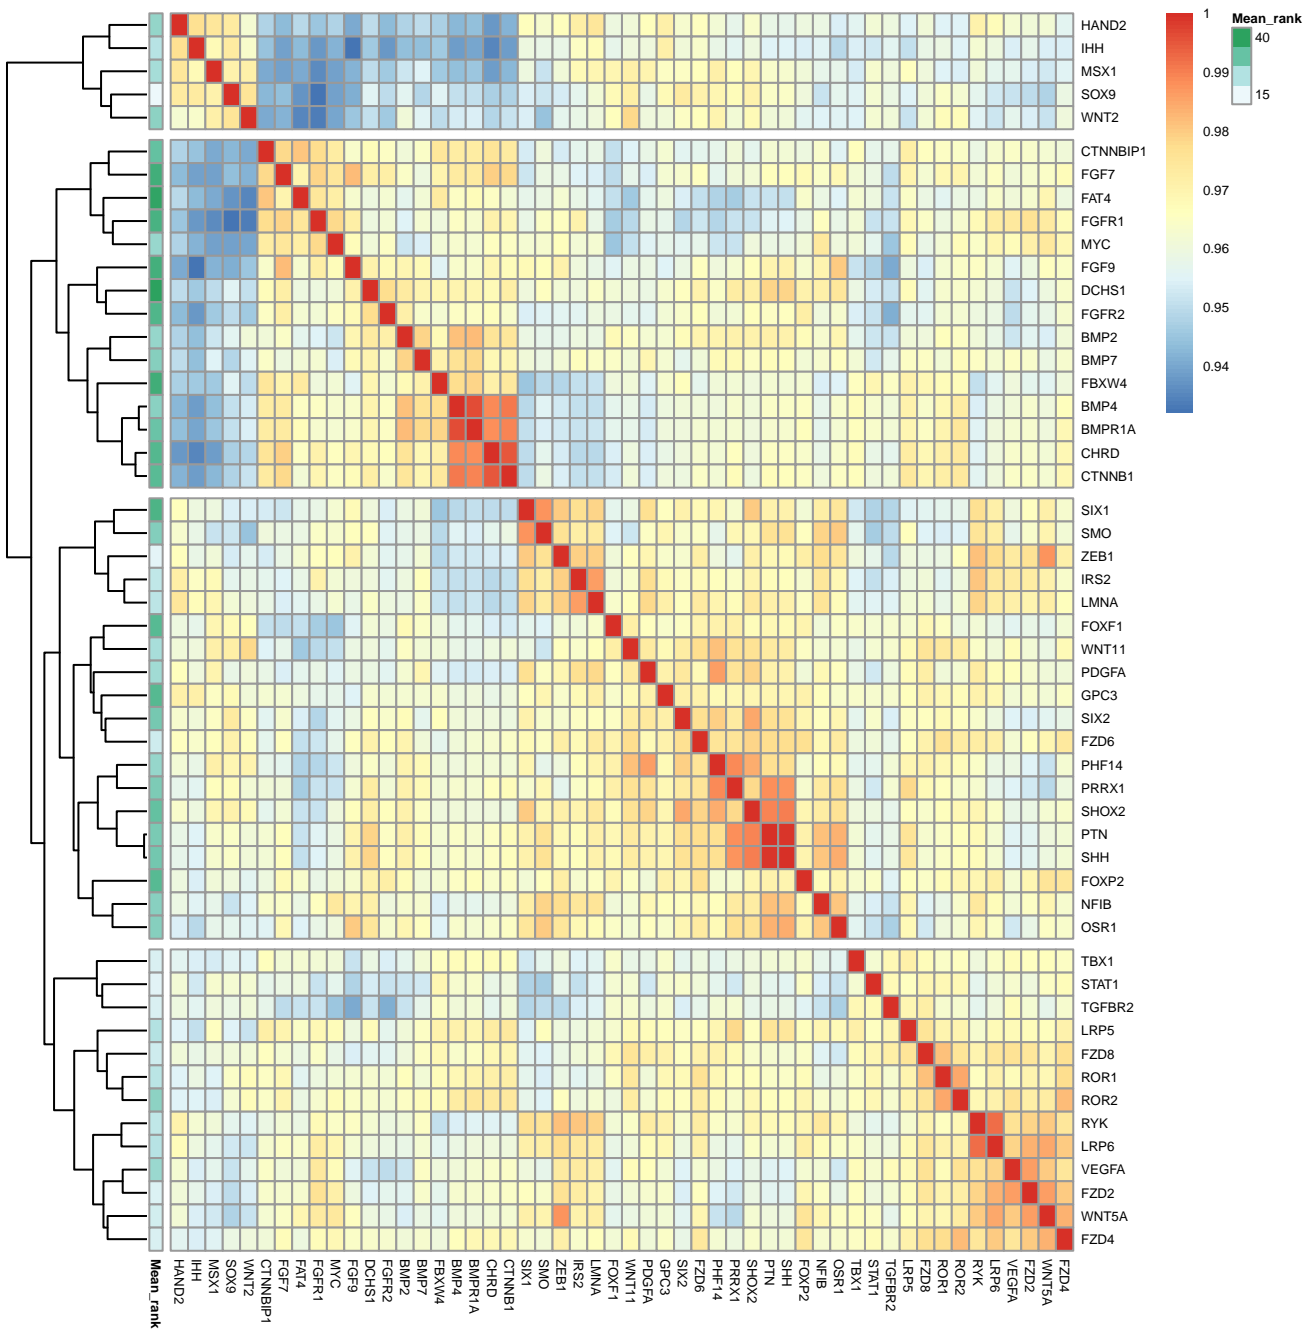 HAND2
IHH
MSX1
SOX9
WNT2
CTNNBIP1
FGF7
FAT4
FGFR1
MYC
FGF9
DCHS1
FGFR2
BMP2
BMP7
FBXW4
BMP4
BMPR1A
CHRD
CTNNB1
SIX1
SMO
ZEB1
IRS2
LMNA
FOXF1
WNT11
PDGFA
GPC3
SIX2
FZD6
PHF14
PRRX1
SHOX2
PTN
SHH
FOXP2
NFIB
OSR1
TBX1
STAT1
TGFBR2
LRP5
FZD8
ROR1
ROR2
RYK
LRP6
VEGFA
FZD2
WNT5A
FZD4
1
0.99
0.98
0.97
0.96
0.95
0.94
Mean_rank
40
15
Mean_rank
HAND2
IHH
MSX1
SOX9
WNT2
CTNNBIP1
FGF7
FAT4
FGFR1
MYC
FGF9
DCHS1
FGFR2
BMP2
BMP7
FBXW4
BMP4
BMPR1A
CHRD
CTNNB1
SIX1
SMO
ZEB1
IRS2
LMNA
FOXF1
WNT11
PDGFA
GPC3
SIX2
FZD6
PHF14
PRRX1
SHOX2
PTN
SHH
FOXP2
NFIB
OSR1
TBX1
STAT1
TGFBR2
LRP5
FZD8
ROR1
ROR2
RYK
LRP6
VEGFA
FZD2
WNT5A
FZD4